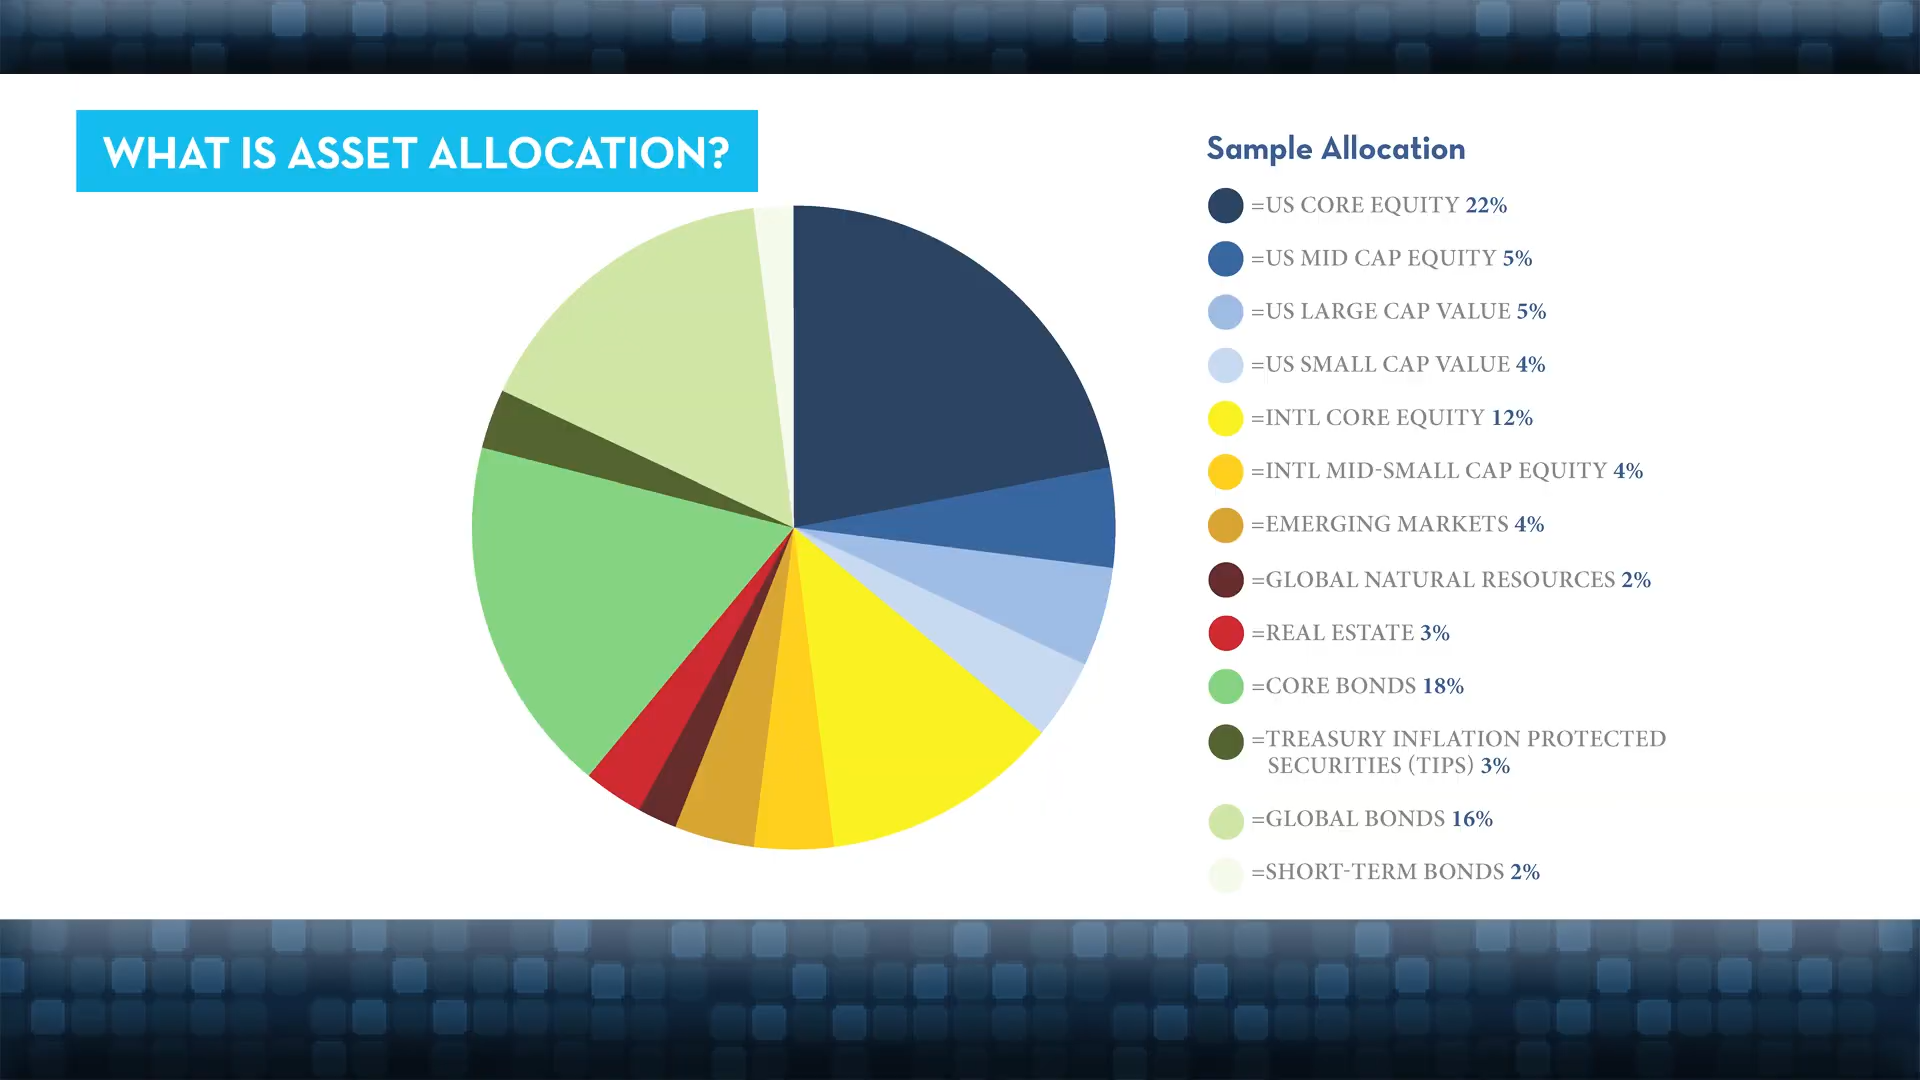 WHAT IS ASSET ALLOCATION?
Sample Allocation
=US CORE EQUITY 22%
=US MID CAP EQUITY 5%
=US LARGE CAP VALUE 5%
=US SMALL CAP VALUE 4%
=INTL CORE EQUITY 12%
=INTL MID-SMALL CAP EQUITY 4%
=EMERGING MARKETS 4%
=GLOBAL NATURAL RESOURCES 2%
=REAL ESTATE 3%
=CORE BONDS 18%
=TREASURY INFLATION PROTECTED
SECURITIES (TIPS) 3%
=GLOBAL BONDS 16%
=SHORT-TERM BONDS 2%